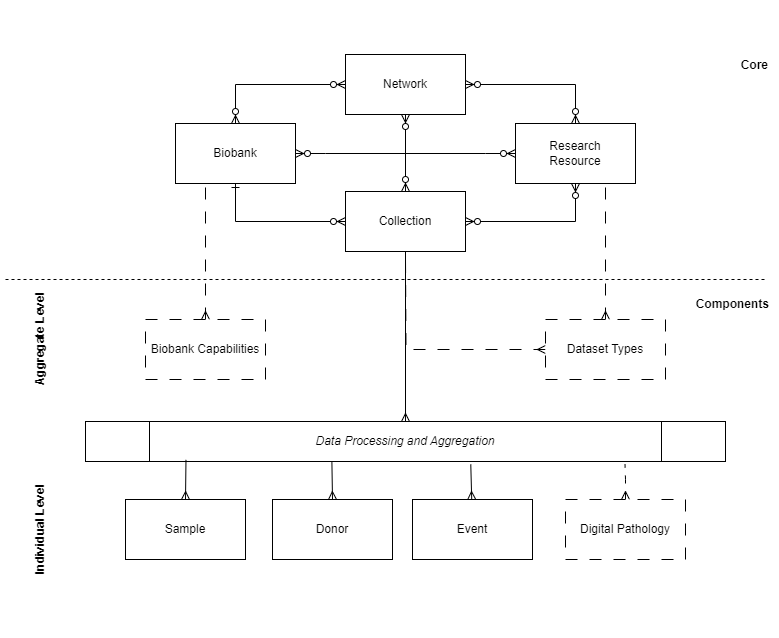 Core
Network
Biobank
Research
Resource
Collection
Components
Aggregate Level
Biobank Capabilities
Dataset Types
Data Processing and Aggregation
Individual Level
Sample
Donor
Event
Digital Pathology